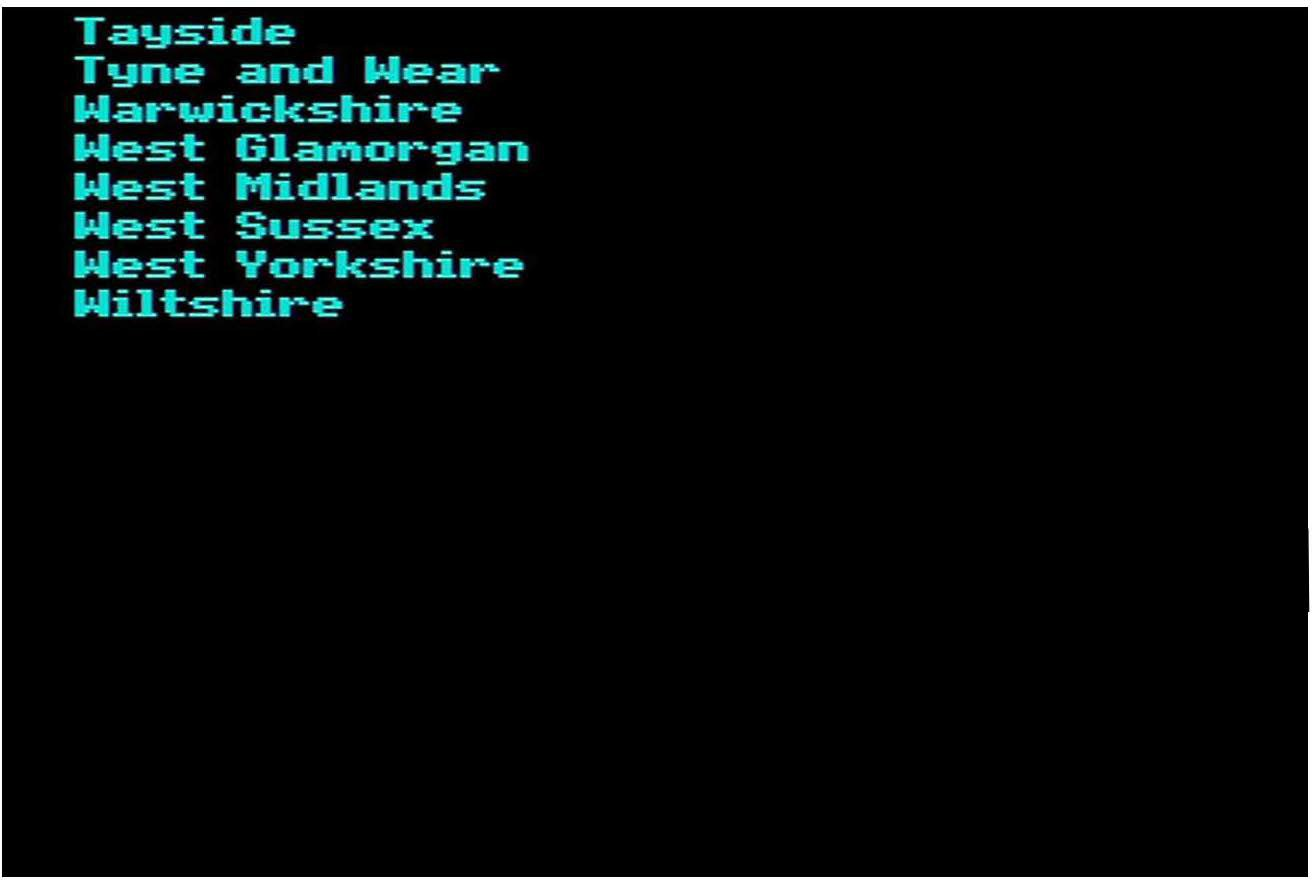 Tayside
Tyne and Wear
Warwickshire
West Glamorgan
West Midlands
West Sussex
West Yorkshire
Wiltshire